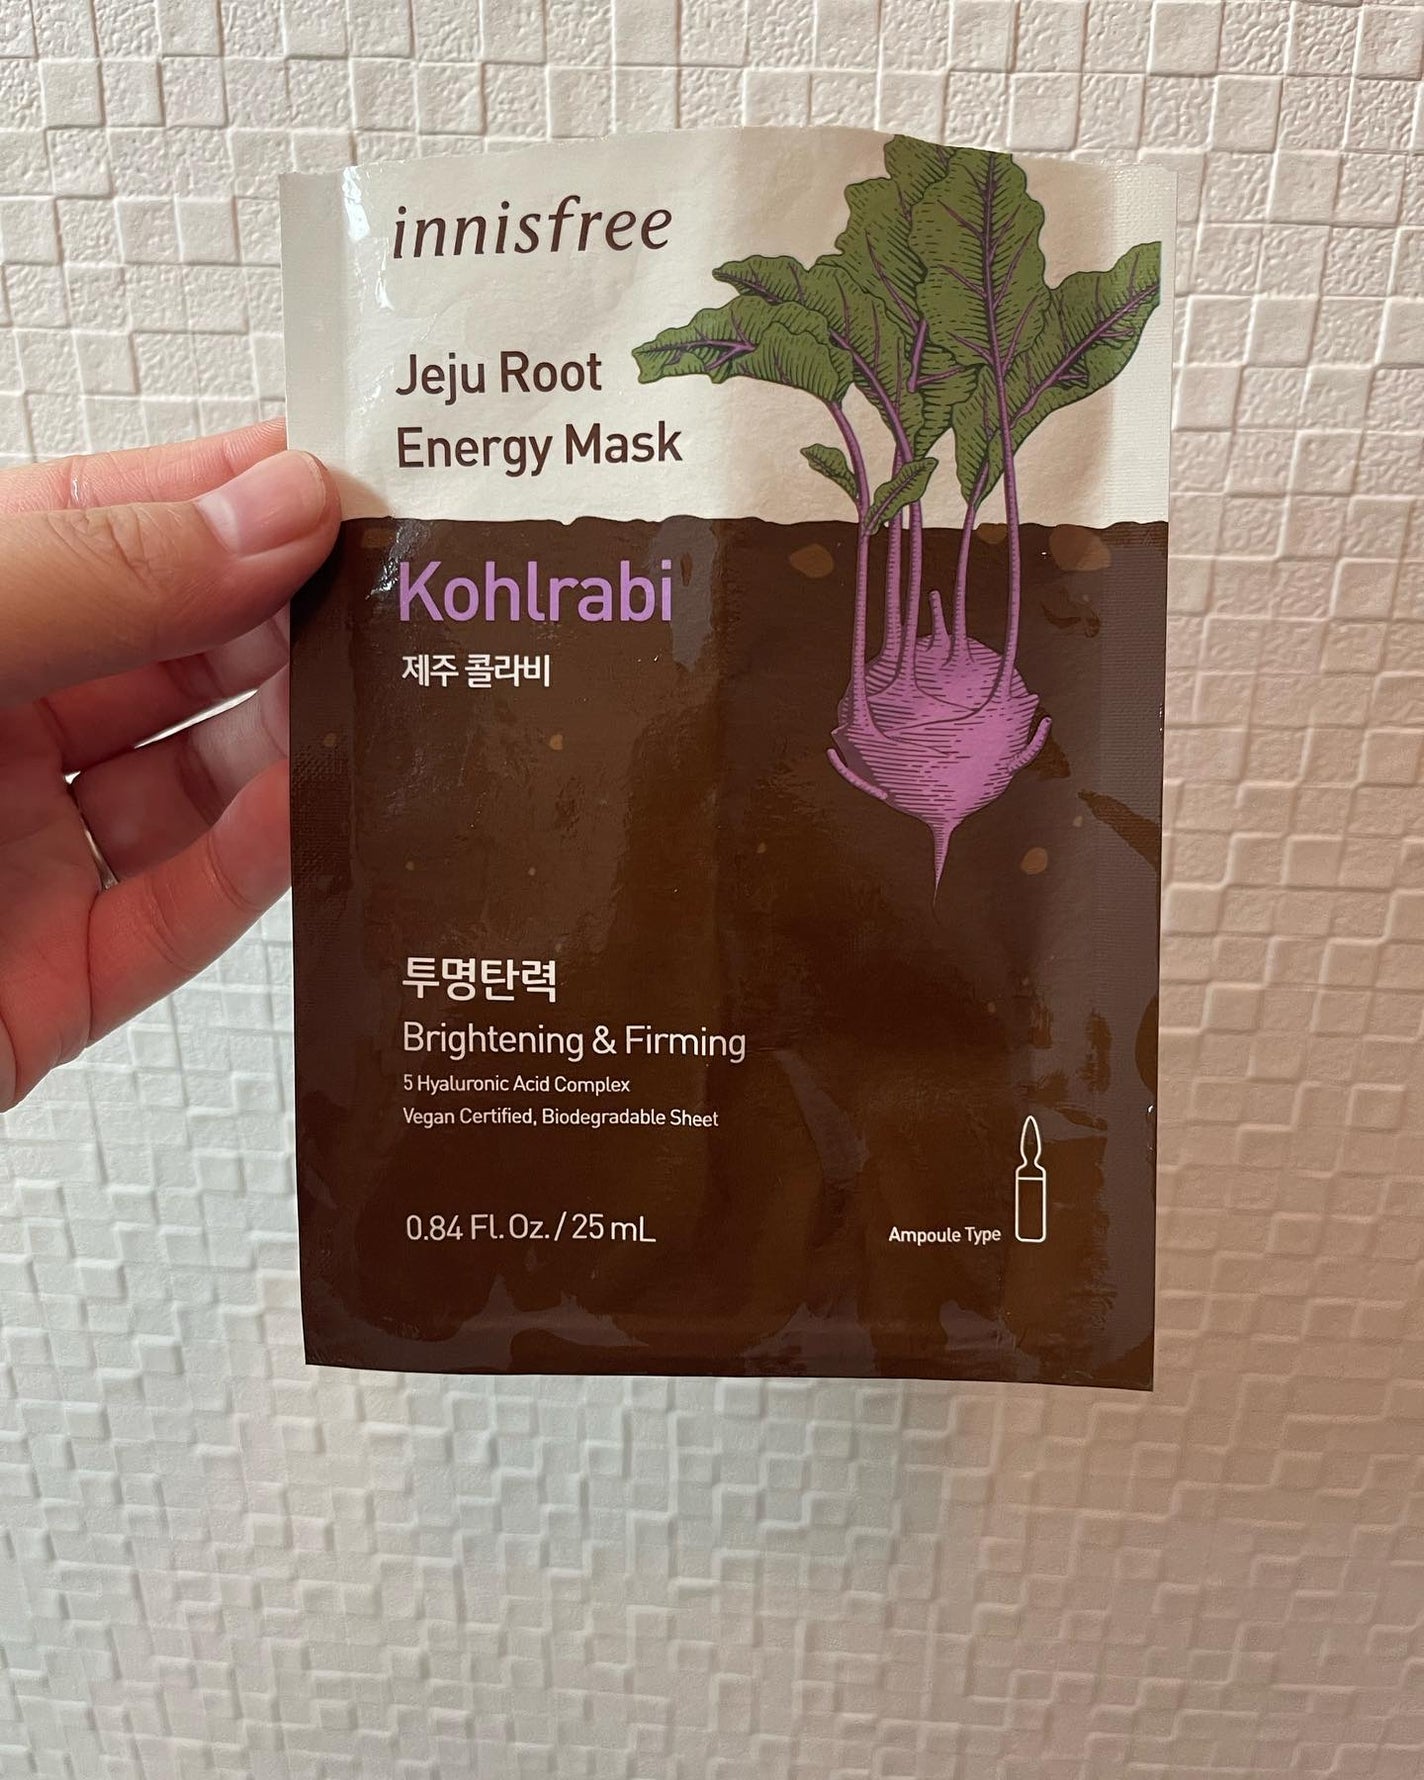 innisfree
Jeju Root
Energy Mask
Kohlrabi
제주 콜라비
투명탄력
Brightening & Firming
5 Hyaluronic Acid Complex
Vegan Certified, Biodegradable Sheet
0.84 Fl. Oz. / 25 mL
Ampoule Type